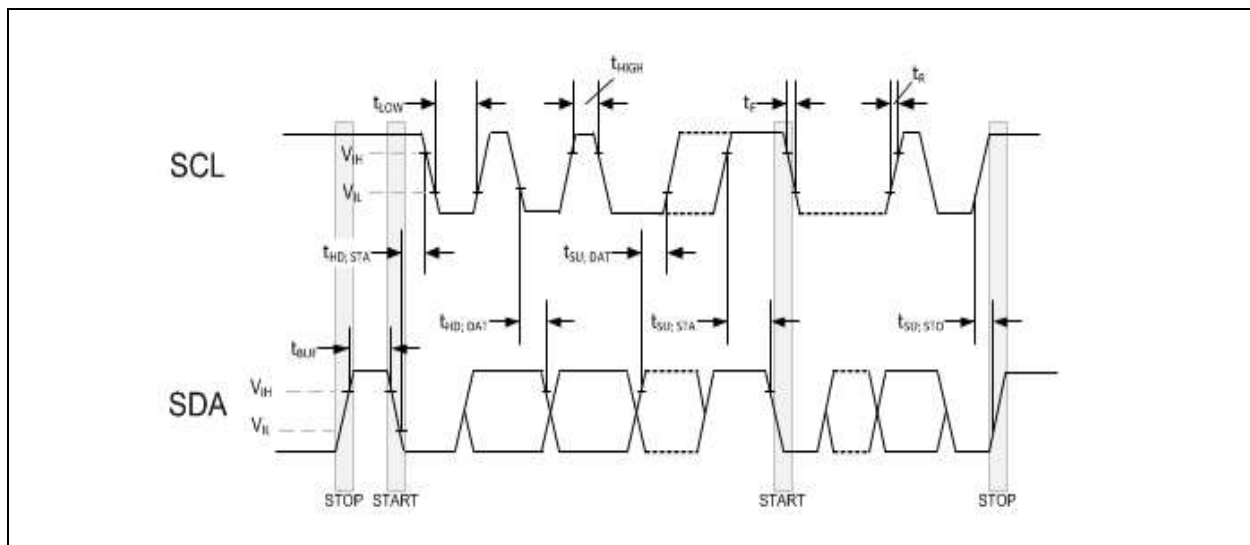 tHIGH
tR
tLOW
tF
SCL
VIH
VIL
tHD; STA
tSU; DAT
tHD; DAT
tSU; STA
tSU; STO
tBUF
VIH
SDA
VIL
STOP START START STOP